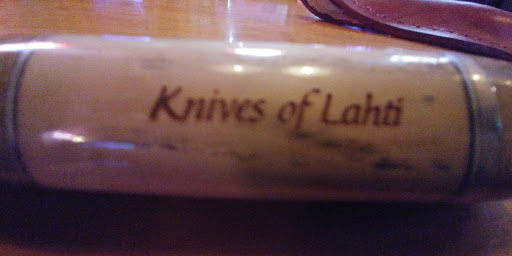 Knives of Lahti